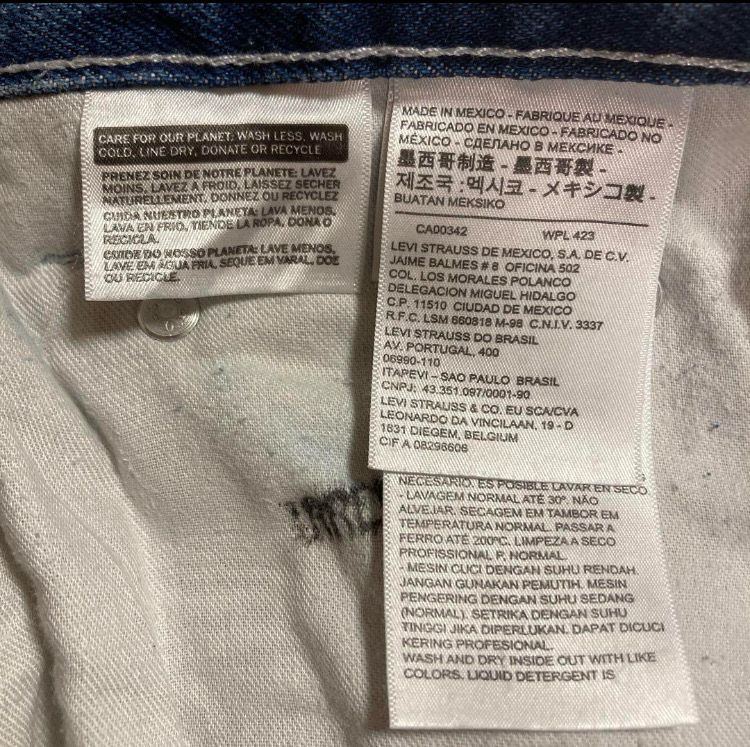 CARE FOR OUR PLANET: WASH LESS, WASH
COLD, LINE DRY, DONATE OR RECYCLE
PRENEZ SOIN DE NOTRE PLANETE: LAVEZ
MOINS, LAVEZ A FROID, LAISSEZ SECHER
NATURELLEMENT, DONNEZ OU RECYCLEZ
CUIDA NUESTRO PLANETA: LAVA MENOS,
LAVA EN FRIO, TIENDE LA ROPA, DONA O
RECICLA.
CUIDE DO NOSSO PLANETA: LAVE MENOS,
LAVE EM AGUA FRIA, SEQUE EM VARAL, DOE
OU RECICLE.
MADE IN MEXICO - FABRIQUE AU MEXIQUE -
FABRICADO EN MEXICO - FABRICADO NO
MÉXICO - СДЕЛАНО В МЕКСИКЕ -
墨西哥制造 - 墨西哥製 -
제조국 :멕시코 - メキシコ製 -
BUATAN MEKSIKO
CA00342 WPL 423
LEVI STRAUSS DE MEXICO, S.A. DE C.V.
JAIME BALMES # 8 OFICINA 502
COL. LOS MORALES POLANCO
DELEGACION MIGUEL HIDALGO
C.P. 11510 CIUDAD DE MEXICO
R.F.C. LSM 660818 M-98 C.N.I.V. 3337
LEVI STRAUSS DO BRASIL
AV. PORTUGAL, 400
06990-110
ITAPEVI – SAO PAULO BRASIL
CNPJ: 43.351.097/0001-90
LEVI STRAUSS & CO. EU SCA/CVA
LEONARDO DA VINCILAAN, 19 - D
1831 DIEGEM, BELGIUM
CIF A 08298606
NECESARIO. ES POSIBLE LAVAR EN SECO
- LAVAGEM NORMAL ATÉ 30°. NÃO
ALVEJAR. SECAGEM EM TAMBOR EM
TEMPERATURA NORMAL. PASSAR A
FERRO ATÉ 200ºC. LIMPEZA A SECO
PROFISSIONAL P, NORMAL.
- MESIN CUCI DENGAN SUHU RENDAH.
JANGAN GUNAKAN PEMUTIH. MESIN
PENGERING DENGAN SUHU SEDANG
(NORMAL). SETRIKA DENGAN SUHU
TINGGI JIKA DIPERLUKAN. DAPAT DICUCI
KERING PROFESIONAL.
WASH AND DRY INSIDE OUT WITH LIKE
COLORS. LIQUID DETERGENT IS